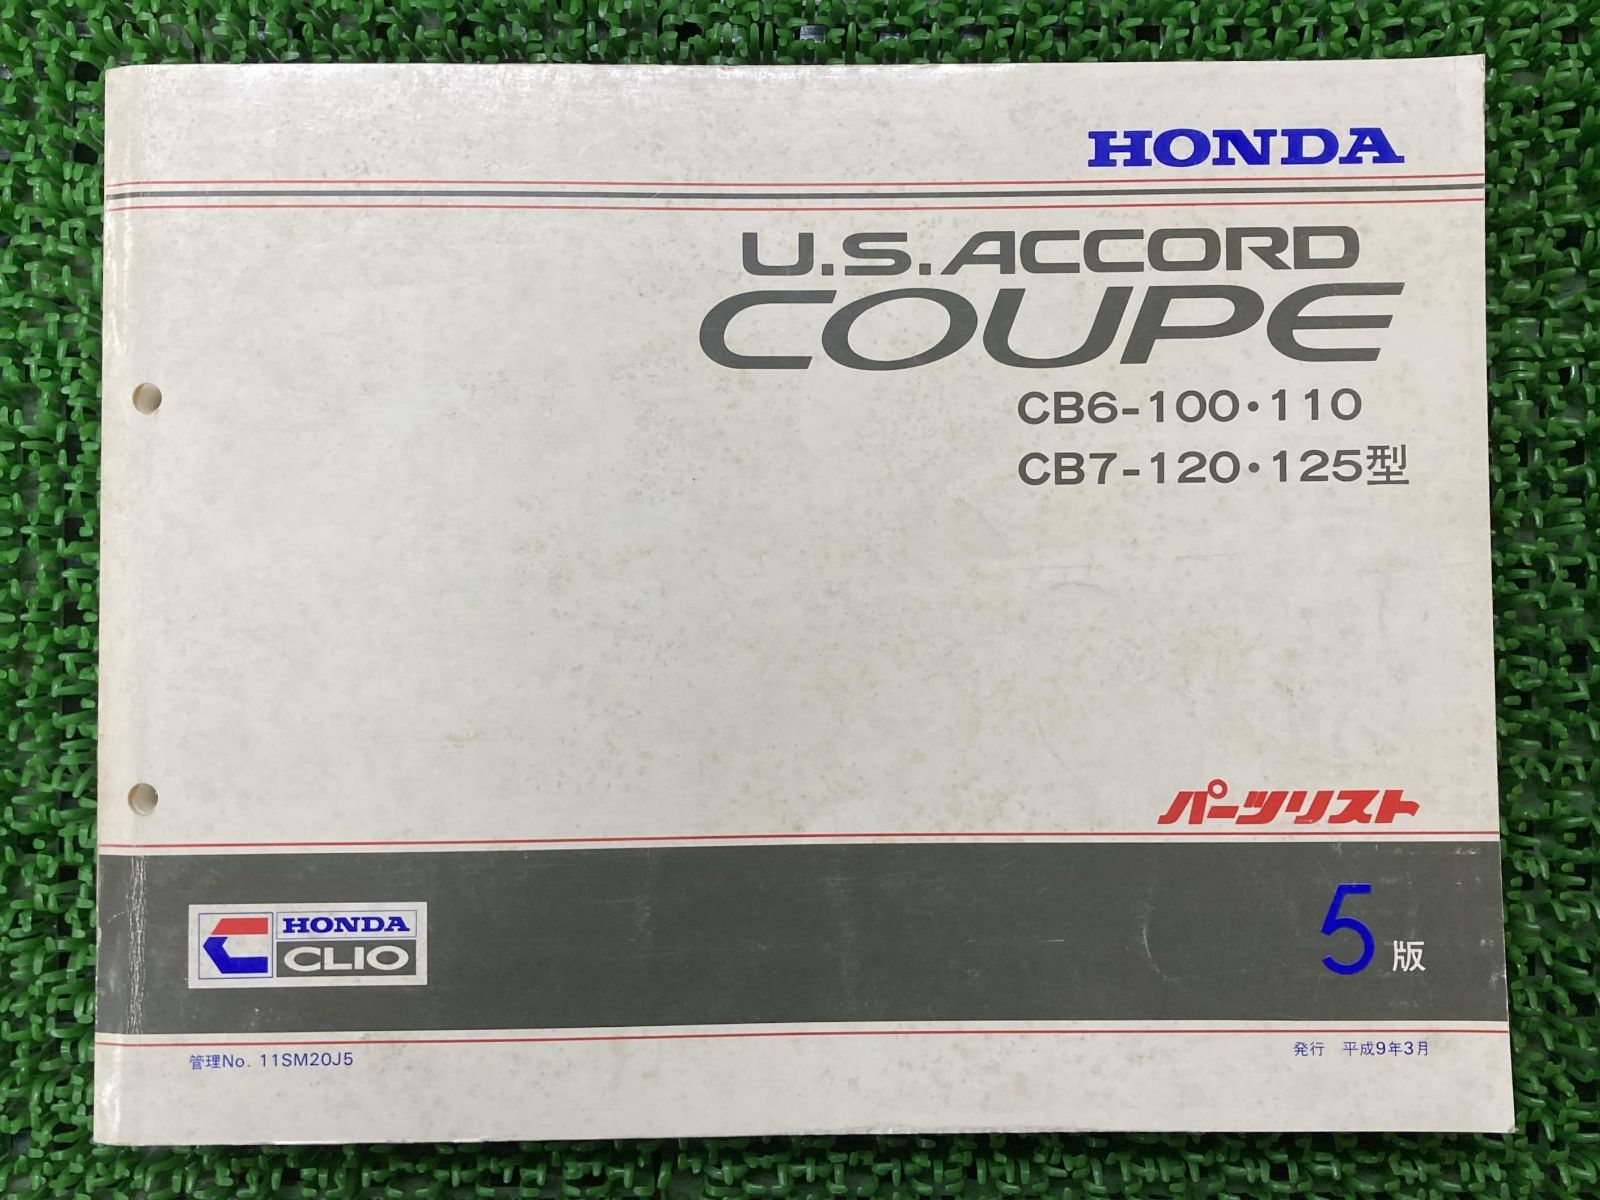 HONDA
U.S.ACCORD
COUPE
CB6-100・110
CB7-120・125型
パーツリスト
HONDA
CLIO
5版
管理No. 11SM20J5
発行 平成9年3月